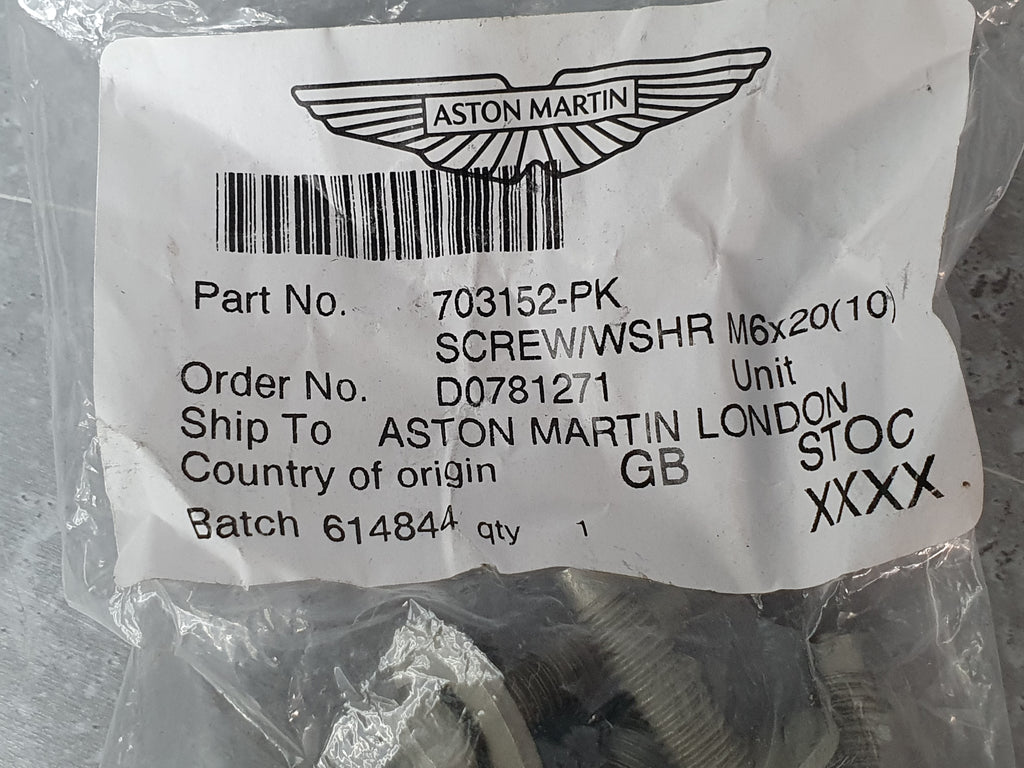 ASTON MARTIN
Part No. 703152-PK
SCREW/WSHR M6x20(10)
Order No. D0781271 Unit
Ship To ASTON MARTIN LONDON
STOC
Country of origin GB
XXXX
Batch 614844 qty 1